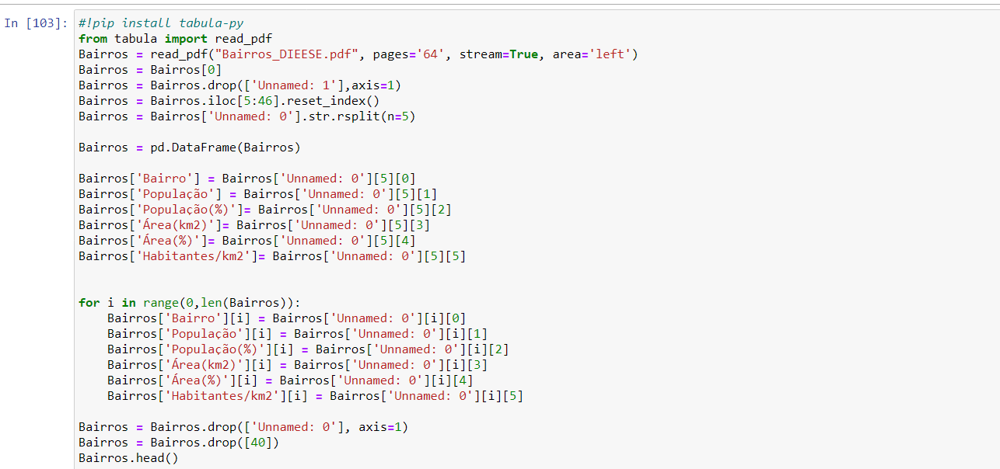 In [103]: #!pip install tabula-py
from tabula import read_pdf
Bairros = read_pdf("Bairros_DIEESE.pdf", pages='64', stream=True, area='left')
Bairros = Bairros[0]
Bairros = Bairros.drop(['Unnamed: 1'],axis=1)
Bairros = Bairros.iloc[5:46].reset_index()
Bairros = Bairros['Unnamed: 0'].str.rsplit(n=5)

Bairros = pd.DataFrame(Bairros)

Bairros['Bairro'] = Bairros['Unnamed: 0'][5][0]
Bairros['População'] = Bairros['Unnamed: 0'][5][1]
Bairros['População(%)']= Bairros['Unnamed: 0'][5][2]
Bairros['Área(km2)']= Bairros['Unnamed: 0'][5][3]
Bairros['Área(%)']= Bairros['Unnamed: 0'][5][4]
Bairros['Habitantes/km2']= Bairros['Unnamed: 0'][5][5]

for i in range(0,len(Bairros)):
    Bairros['Bairro'][i] = Bairros['Unnamed: 0'][i][0]
    Bairros['População'][i] = Bairros['Unnamed: 0'][i][1]
    Bairros['População(%)'][i] = Bairros['Unnamed: 0'][i][2]
    Bairros['Área(km2)'][i] = Bairros['Unnamed: 0'][i][3]
    Bairros['Área(%)'][i] = Bairros['Unnamed: 0'][i][4]
    Bairros['Habitantes/km2'][i] = Bairros['Unnamed: 0'][i][5]

Bairros = Bairros.drop(['Unnamed: 0'], axis=1)
Bairros = Bairros.drop([40])
Bairros.head()